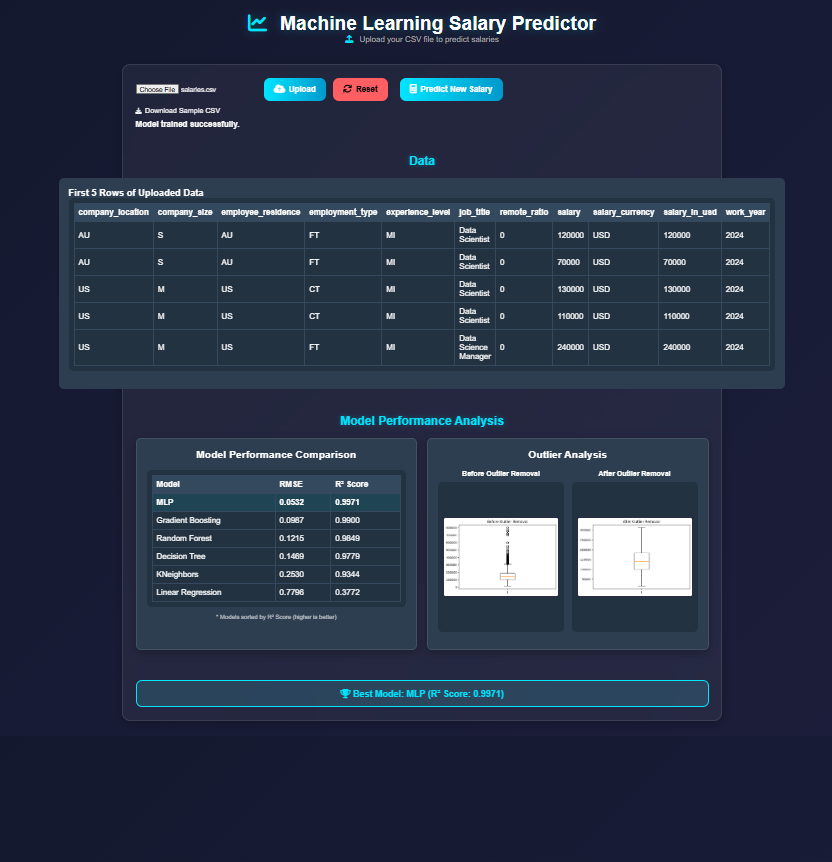 Machine Learning Salary Predictor
Upload your CSV file to predict salaries
Choose File salaries.csv Upload Reset Predict New Salary
Download Sample CSV
Model trained successfully.
Data
First 5 Rows of Uploaded Data
company_location company_size employee_residence employment_type experience_level job_title remote_ratio salary salary_currency salary_in_usd work_year
AU S AU FT MI Data Scientist 0 120000 USD 120000 2024
AU S AU FT MI Data Scientist 0 70000 USD 70000 2024
US M US CT MI Data Scientist 0 130000 USD 130000 2024
US M US CT MI Data Scientist 0 110000 USD 110000 2024
US M US FT MI Data Science Manager 0 240000 USD 240000 2024
Model Performance Analysis
Model Performance Comparison
Model RMSE R² Score
MLP 0.0532 0.9971
Gradient Boosting 0.0987 0.9900
Random Forest 0.1215 0.9849
Decision Tree 0.1469 0.9779
KNeighbors 0.2530 0.9344
Linear Regression 0.7796 0.3772
* Models sorted by R² Score (higher is better)
Outlier Analysis
Before Outlier Removal After Outlier Removal
Before Outlier Removal After Outlier Removal
Best Model: MLP (R² Score: 0.9971)